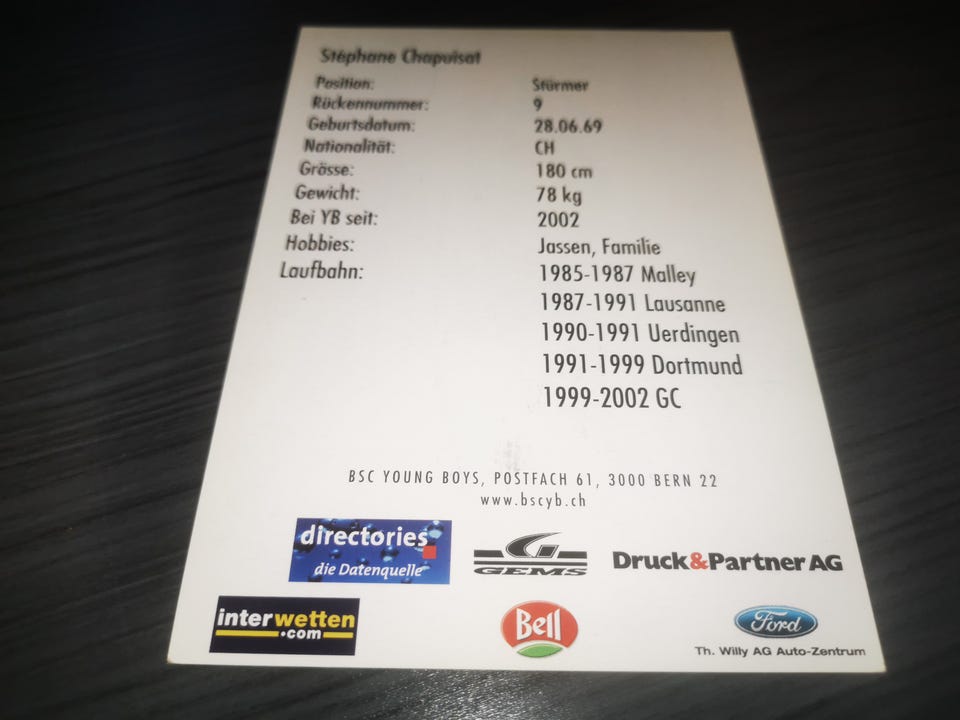 Stéphane Chapuisat
Position: Stürmer
Rückennummer: 9
Geburtsdatum: 28.06.69
Nationalität: CH
Grösse: 180 cm
Gewicht: 78 kg
Bei YB seit: 2002
Hobbies: Jassen, Familie
Laufbahn: 1985-1987 Malley
1987-1991 Lausanne
1990-1991 Uerdingen
1991-1999 Dortmund
1999-2002 GC
BSC YOUNG BOYS, POSTFACH 61, 3000 BERN 22
www.bscyb.ch
directories
die Datenquelle
GEMS
Druck&Partner AG
interwetten
.com
Bell
Ford
Th. Willy AG Auto-Zentrum